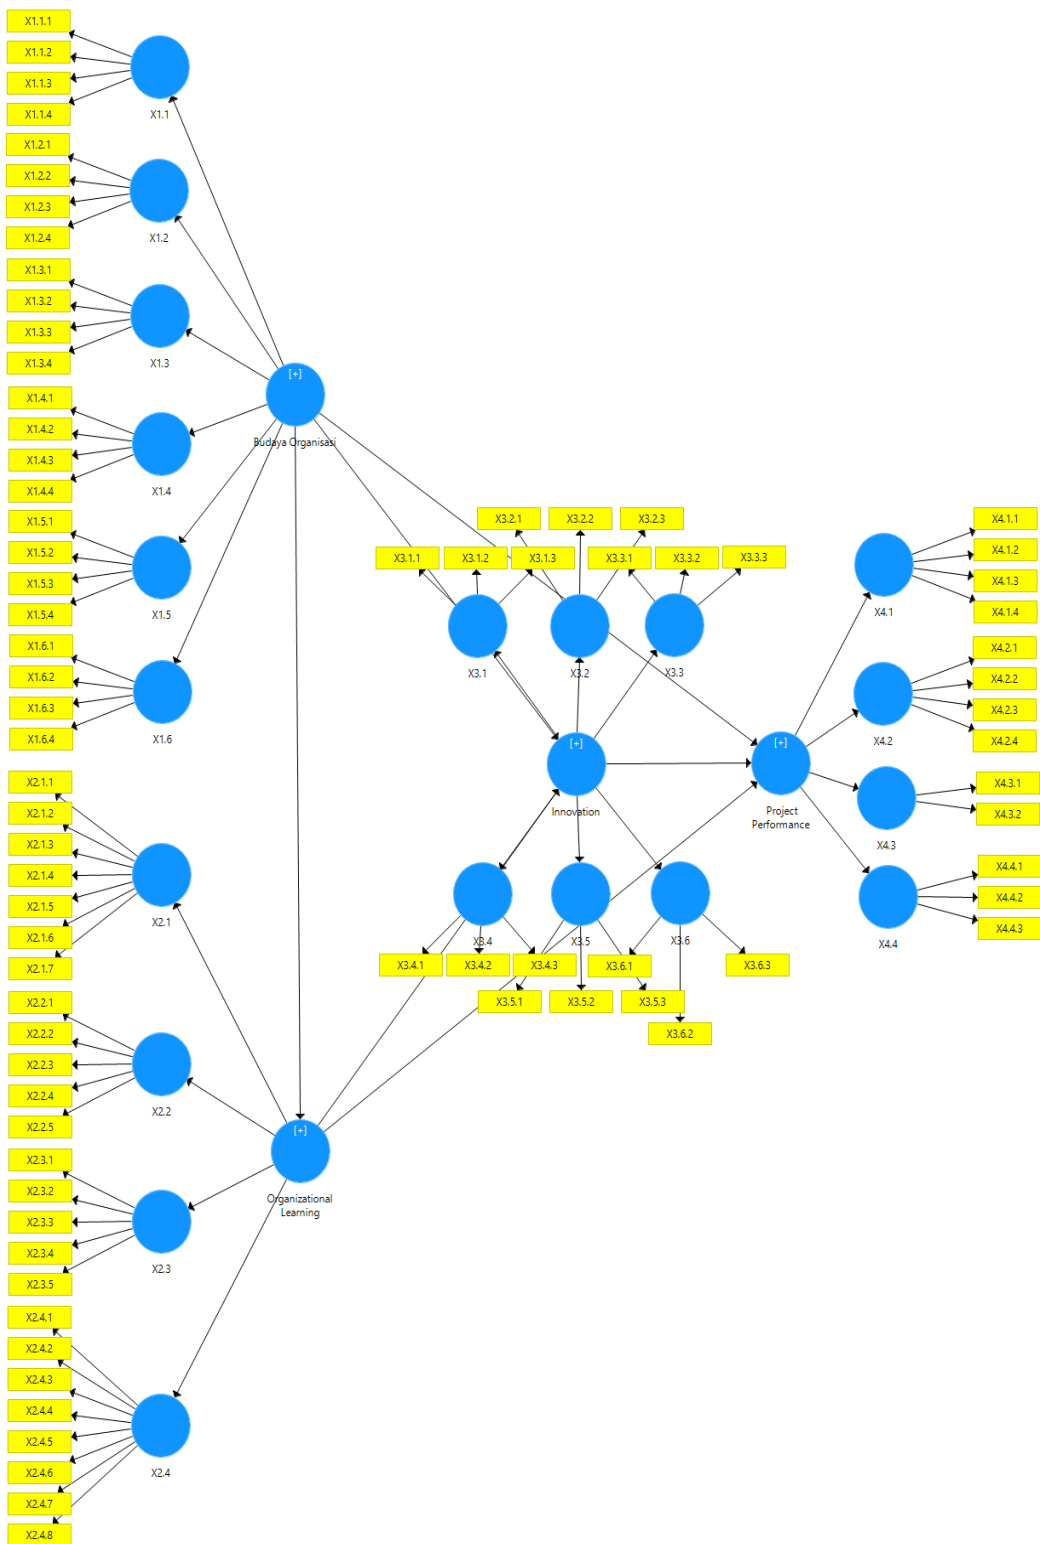 X1.1.1
X1.1.2
X1.1.3
X1.1.4
X1.1
X1.2.1
X1.2.2
X1.2.3
X1.2.4
X1.2
X1.3.1
X1.3.2
X1.3.3
X1.3.4
X1.3
X1.4.1
X1.4.2
X1.4.3
X1.4.4
X1.4
X1.5.1
X1.5.2
X1.5.3
X1.5.4
X1.5
X1.6.1
X1.6.2
X1.6.3
X1.6.4
X1.6
[+]
Budaya Organisasi
X2.1.1
X2.1.2
X2.1.3
X2.1.4
X2.1.5
X2.1.6
X2.1.7
X2.1
X2.2.1
X2.2.2
X2.2.3
X2.2.4
X2.2.5
X2.2
X2.3.1
X2.3.2
X2.3.3
X2.3.4
X2.3.5
X2.3
X2.4.1
X2.4.2
X2.4.3
X2.4.4
X2.4.5
X2.4.6
X2.4.7
X2.4.8
X2.4
[+]
Organizational
Learning
X3.2.1
X3.2.2
X3.2.3
X3.1.1
X3.1.2
X3.1.3
X3.3.1
X3.3.2
X3.3.3
X3.1
X3.2
X3.3
[+]
Innovation
X3.4
X3.5
X3.6
X3.4.1
X3.4.2
X3.4.3
X3.6.1
X3.6.3
X3.5.1
X3.5.2
X3.5.3
X3.6.2
[+]
Project
Performance
X4.1.1
X4.1.2
X4.1.3
X4.1.4
X4.1
X4.2.1
X4.2.2
X4.2.3
X4.2.4
X4.2
X4.3.1
X4.3.2
X4.3
X4.4.1
X4.4.2
X4.4.3
X4.4